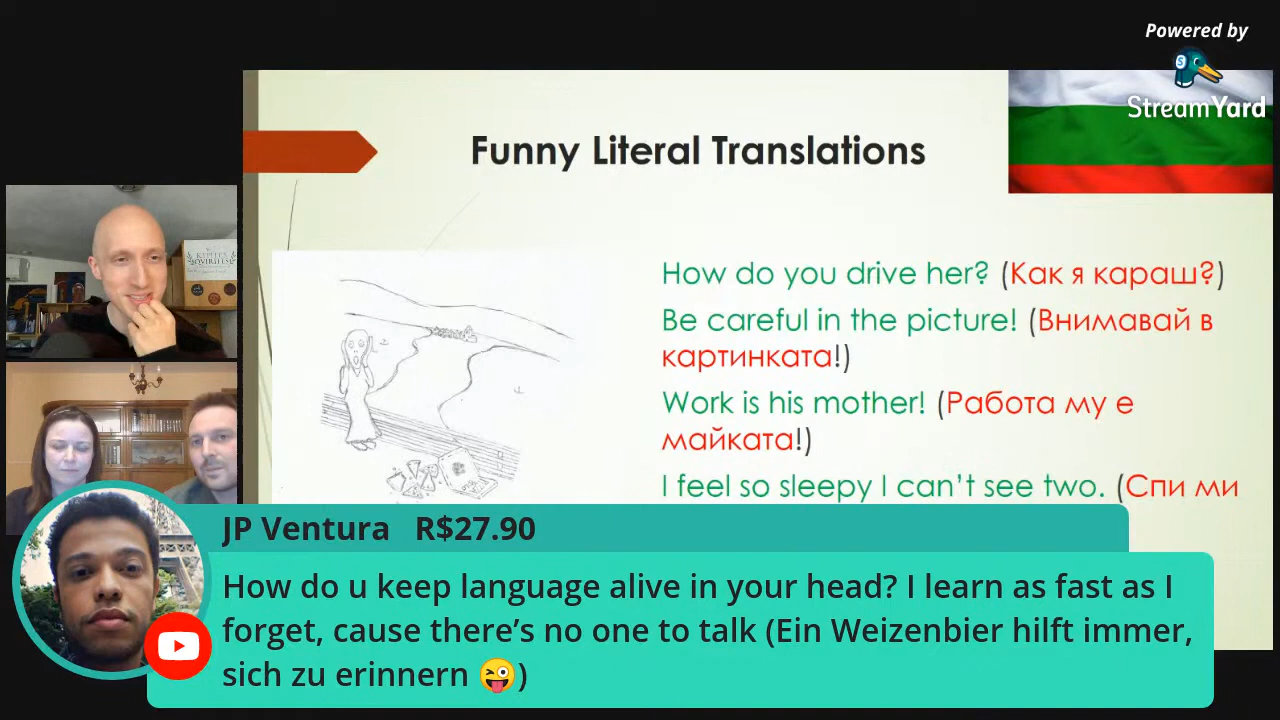 Powered by
StreamYard
Funny Literal Translations
How do you drive her? (Как я караш?)
Be careful in the picture! (Внимавай в
картинката!)
Work is his mother! (Работа му е
майката!)
I feel so sleepy I can't see two. (Спи ми
JP Ventura R$27.90
How do u keep language alive in your head? I learn as fast as I
forget, cause there's no one to talk (Ein Weizenbier hilft immer,
sich zu erinnern 😜)